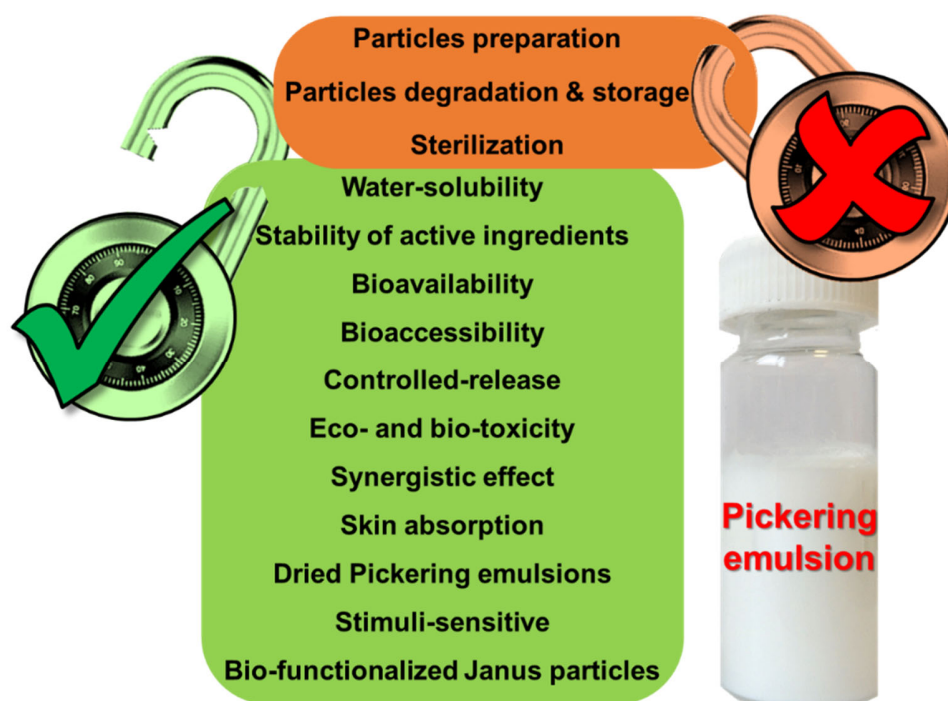 Particles preparation
Particles degradation & storage
Sterilization
Water-solubility
Stability of active ingredients
Bioavailability
Bioaccessibility
Controlled-release
Eco- and bio-toxicity
Synergistic effect
Skin absorption
Dried Pickering emulsions
Stimuli-sensitive
Bio-functionalized Janus particles
Pickering
emulsion